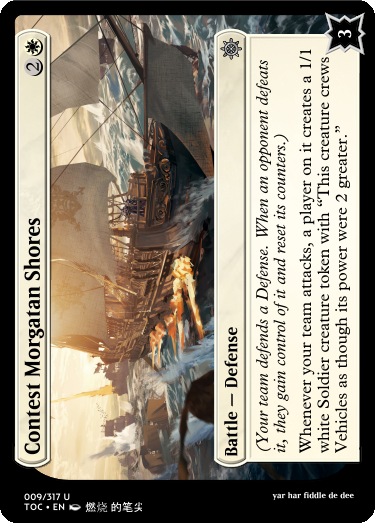 Contest Morgatan Shores
2
Battle — Defense
(Your team defends a Defense. When an opponent defeats
it, they gain control of it and reset its counters.)
Whenever your team attacks, a player on it creates a 1/1
white Soldier creature token with “This creature crews
Vehicles as though its power were 2 greater.”
3
009/317 U
TOC • EN 燃烧 的笔尖
yar har fiddle de dee